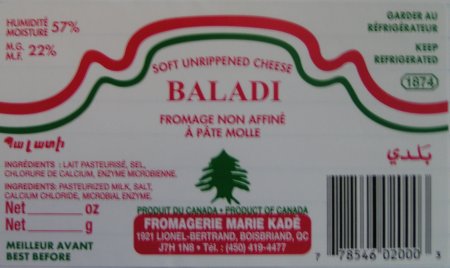 HUMIDITÉ
MOISTURE 57%
M.G.
M.F. 22%
GARDER AU
RÉFRIGÉRATEUR
KEEP
REFRIGERATED
1874
SOFT UNRIPPENED CHEESE
BALADI
FROMAGE NON AFFINÉ
À PÂTE MOLLE
Պալատի
بلدي
INGRÉDIENTS : LAIT PASTEURISÉ, SEL,
CHLORURE DE CALCIUM, ENZYME MICROBIENNE.
INGREDIENTS: PASTEURIZED MILK, SALT,
CALCIUM CHLORIDE, MICROBIAL ENZYME.
Net oz
Net g
MEILLEUR AVANT
BEST BEFORE
PRODUIT DU CANADA • PRODUCT OF CANADA
FROMAGERIE MARIE KADÉ
1921 LIONEL-BERTRAND, BOISBRIAND, QC
J7H 1N8 • Tél. : (450) 419-4477
7 78546 02000 3